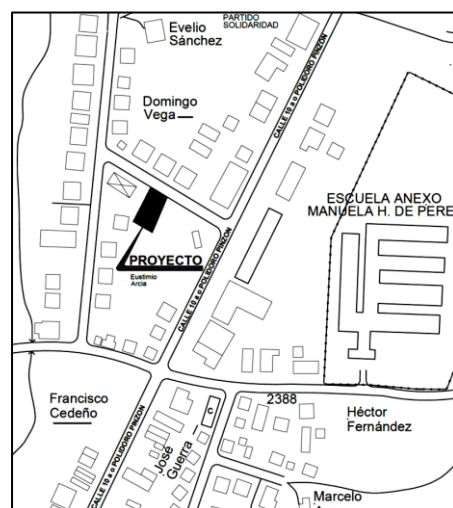 PARTIDO
SOLIDARIDAD
Evelio
Sánchez
Domingo
Vega
CALLE 10 a o POLIDORO PINZON
ESCUELA ANEXO
MANUELA H. DE PERE
PROYECTO
Eustimio
Arcia
CALLE 10 a o POLIDORO PINZON
Francisco
Cedeño
CALLE 10 a o POLIDORO PINZON
José
Guerra
C
2388
Héctor
Fernández
Marcelo